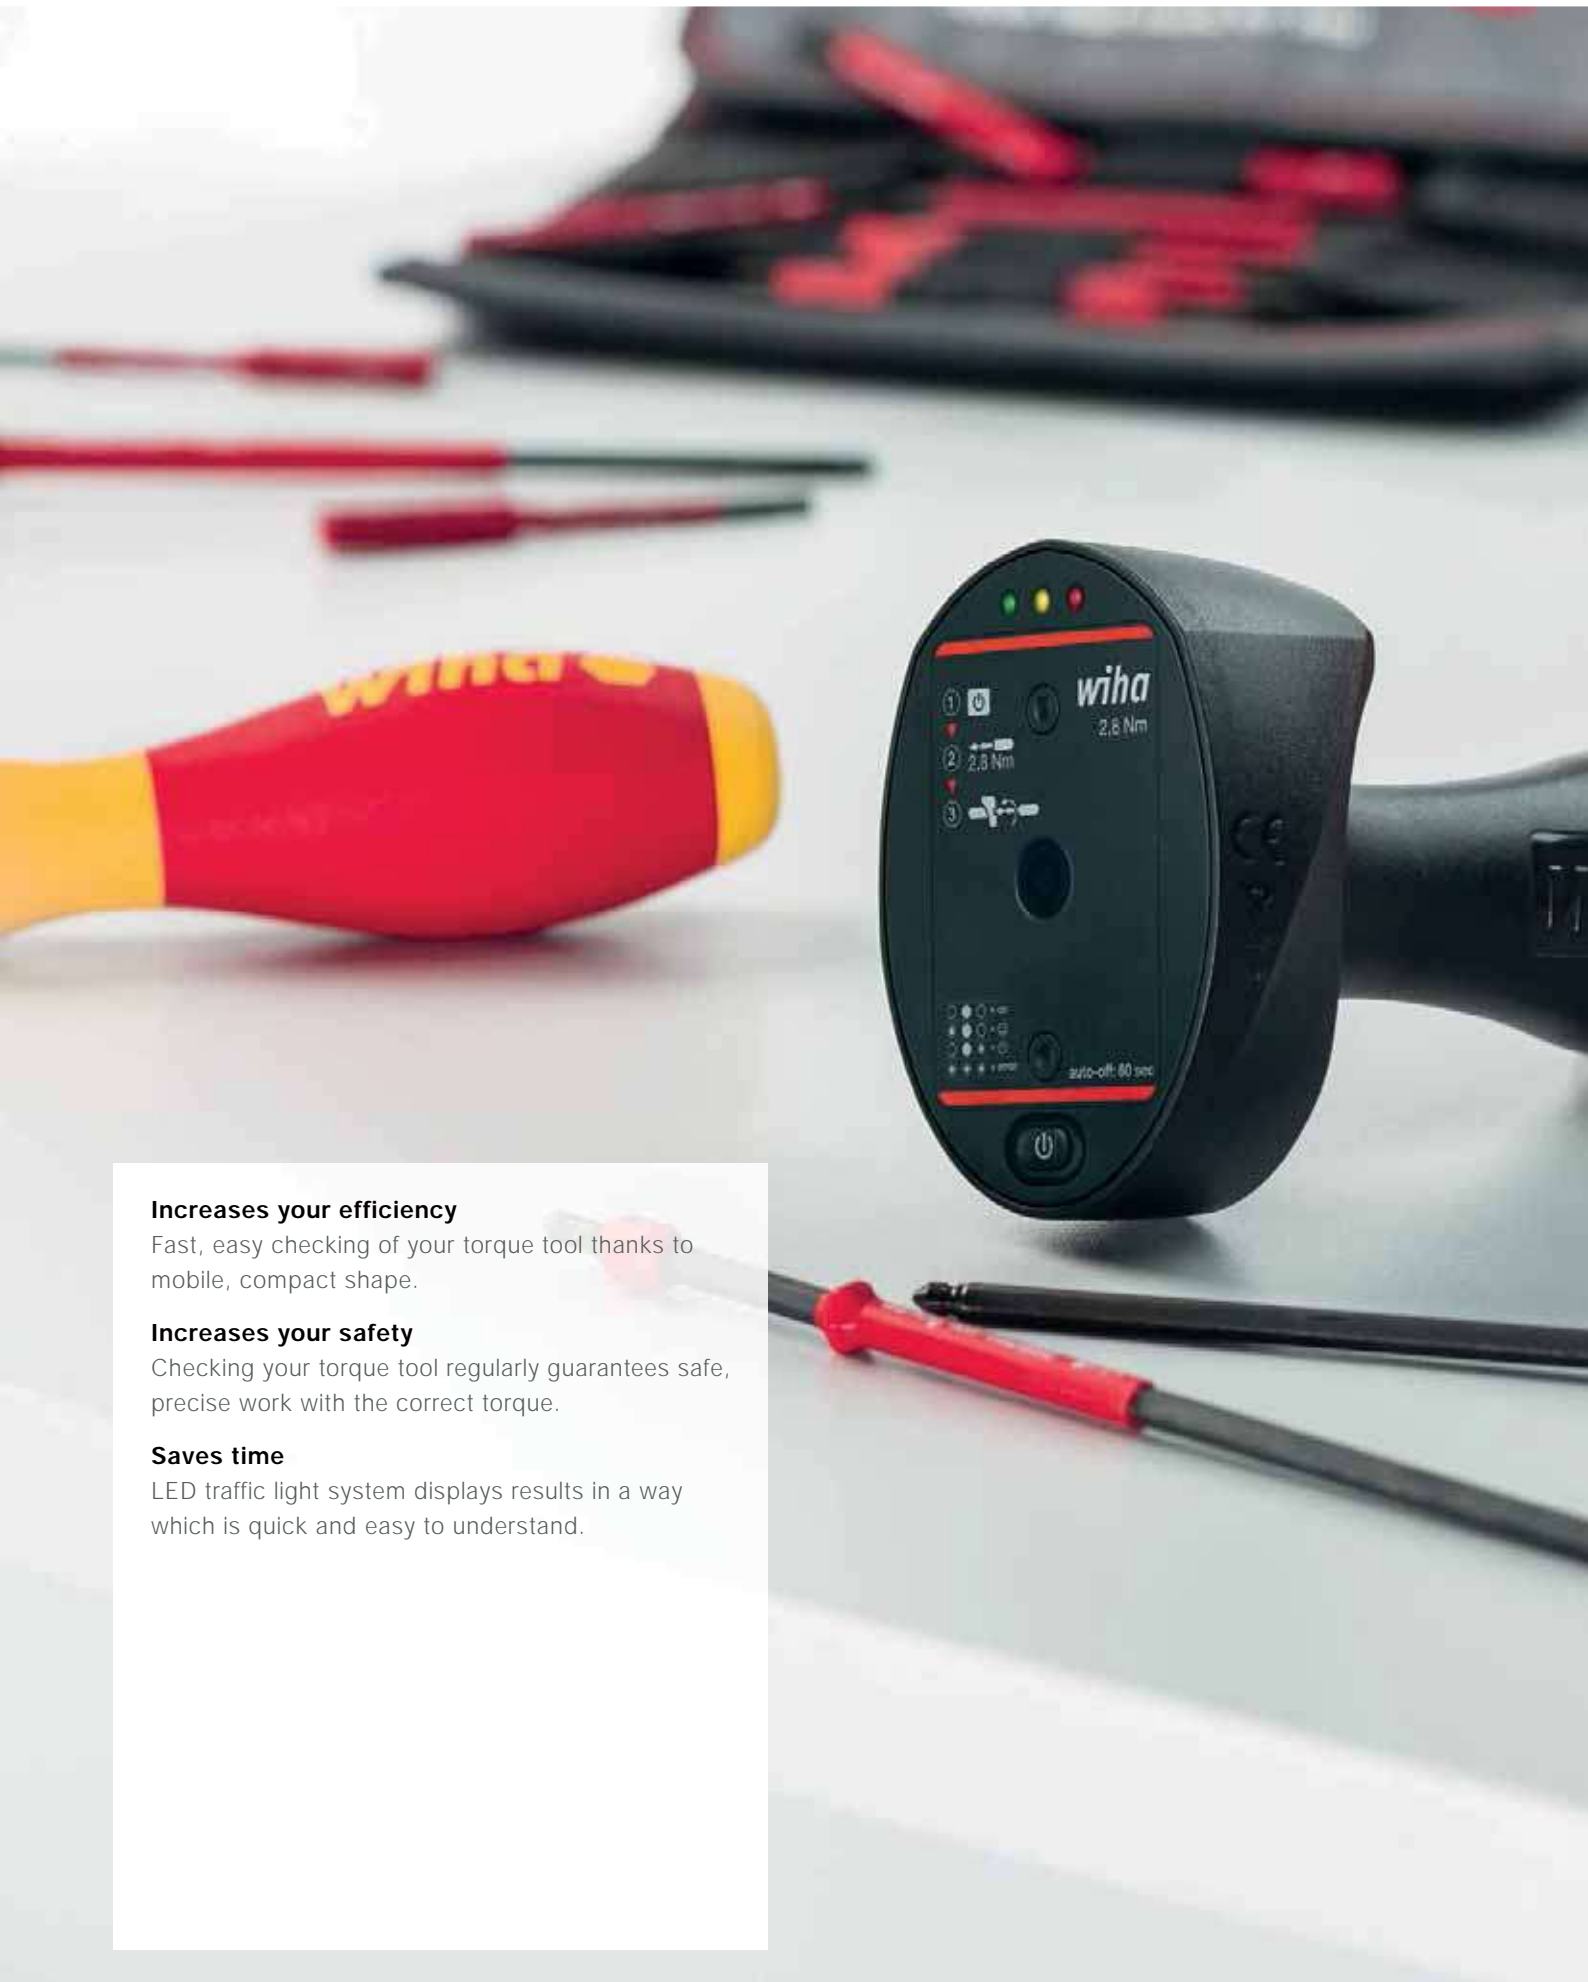 wiha
wiha
2,8 Nm
1
2
2,8 Nm
3
CE
= error
auto-off: 60 sec
Increases your efficiency
Fast, easy checking of your torque tool thanks to
mobile, compact shape.
Increases your safety
Checking your torque tool regularly guarantees safe,
precise work with the correct torque.
Saves time
LED traffic light system displays results in a way
which is quick and easy to understand.